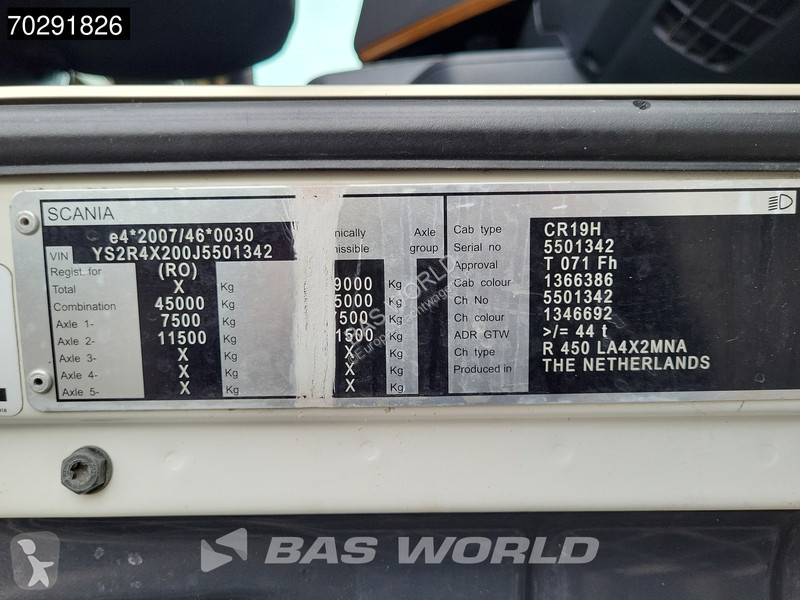 70291826
SCANIA
e4*2007/46*0030
VIN YS2R4X200J5501342
Regist. for (RO)
Total X Kg
Combination 45000 Kg
Axle 1- 7500 Kg
Axle 2- 11500 Kg
Axle 3- X Kg
Axle 4- X Kg
Axle 5- X Kg
Axle
group
9000 Kg
5000 Kg
500 Kg
1500 Kg
X Kg
X Kg
X Kg
Cab type CR19H
Serial no 5501342
Approval T 071 Fh
Cab colour 1366386
Ch No 5501342
Ch colour 1346692
ADR GTW >/= 44 t
Ch type R 450 LA4X2MNA
Produced in THE NETHERLANDS
BAS WORLD
BAS WORLD